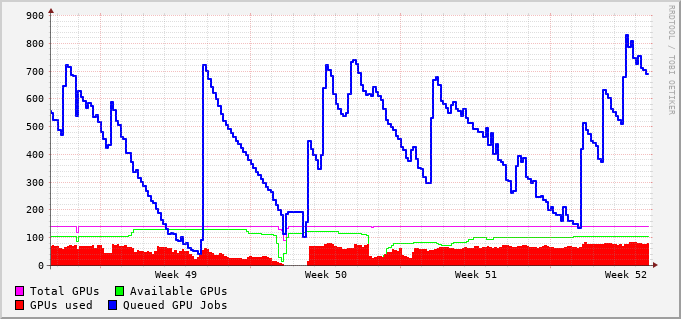 900
800
700
600
500
400
300
200
100
0
Week 49 Week 50 Week 51 Week 52
Total GPUs Available GPUs
GPUs used Queued GPU Jobs
RRDTOOL / TOBI OETIKER